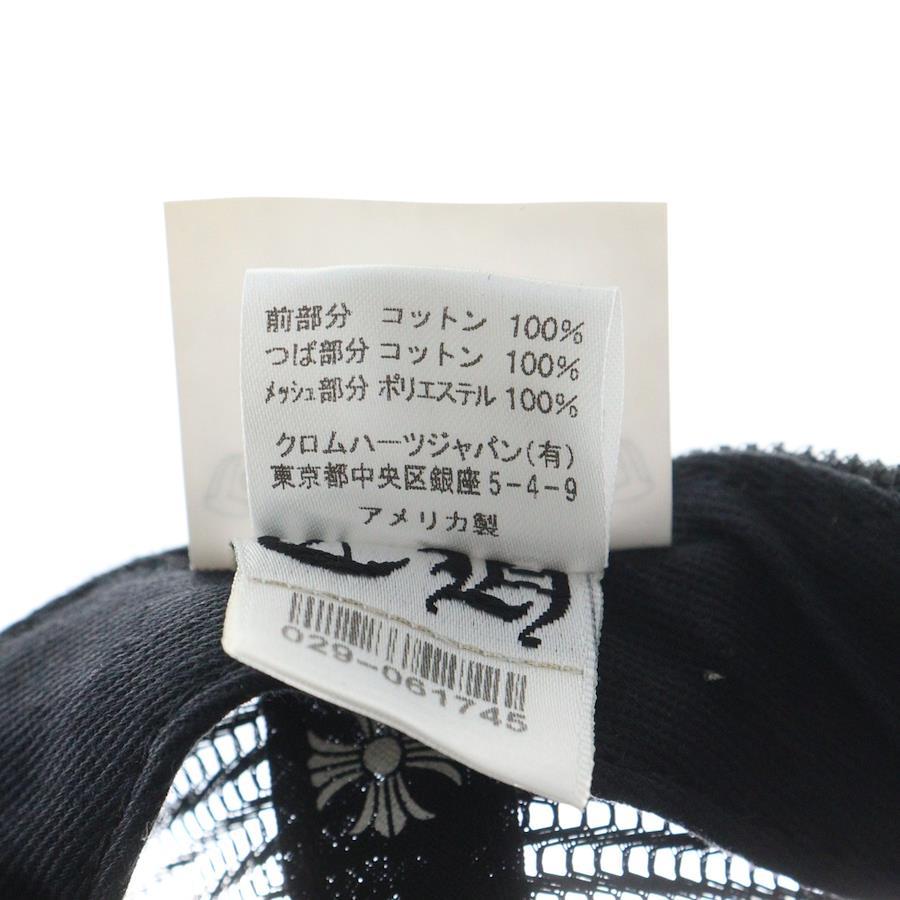 前部分 コットン 100%
つば部分 コットン 100%
メッシュ部分 ポリエステル 100%
クロムハーツジャパン(有)
東京都中央区銀座5-4-9
アメリカ製
029-061745